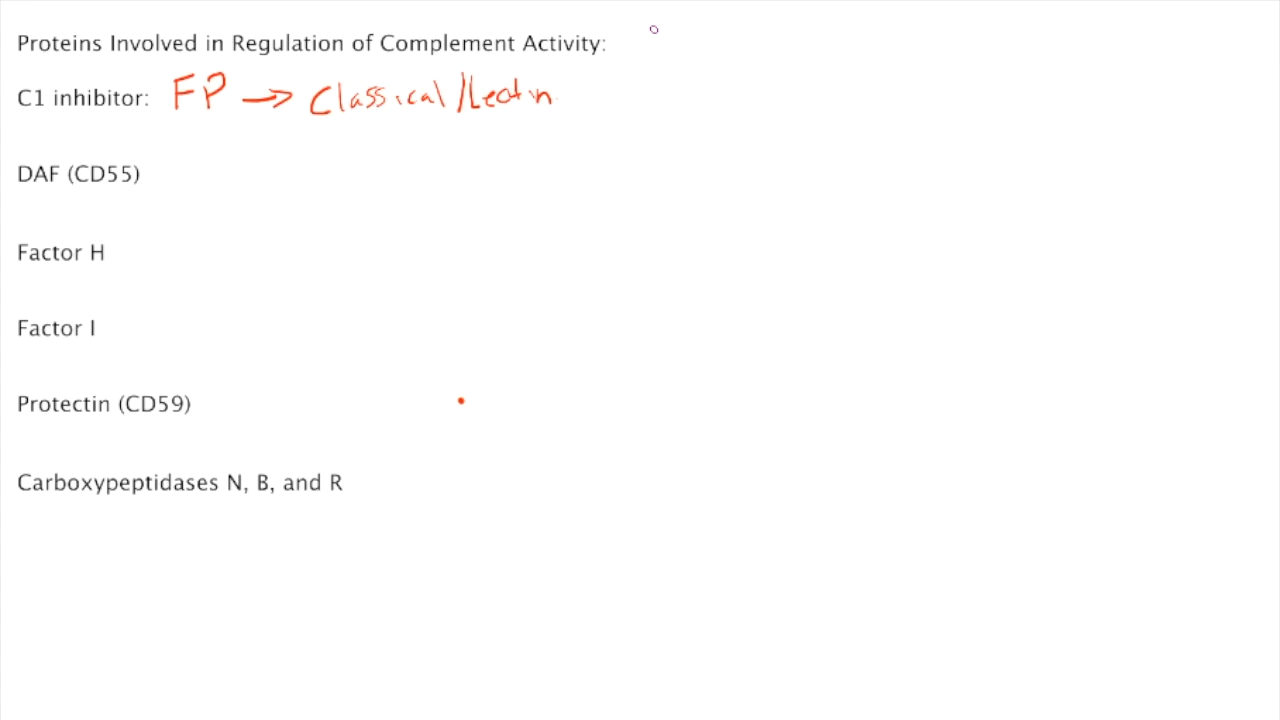 Proteins Involved in Regulation of Complement Activity:
C1 inhibitor: FP → Classical/Lectin
DAF (CD55)
Factor H
Factor I
Protectin (CD59)
Carboxypeptidases N, B, and R